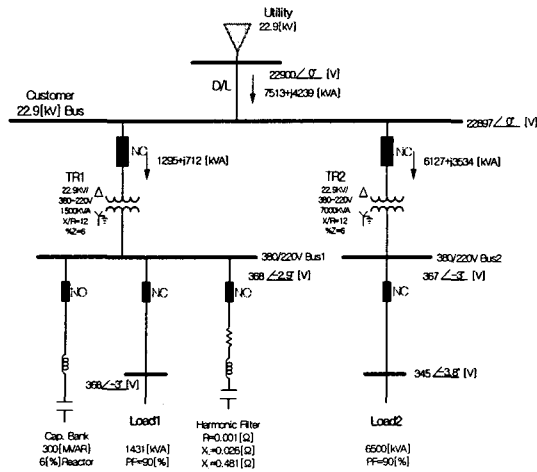 Utility
22.9[kV]
22900∠0° [V]
D/L
7513+j4239 [kVA]
Customer
22.9[kV] Bus
22897∠0° [V]
NC
1295+j712 [kVA]
NC
6127+j3534 [kVA]
TR1
22.9KV/
380-220V
1500KVA
X/R=12
%Z=6
TR2
22.9KV/
380-220V
7000KVA
X/R=12
%Z=6
380/220V Bus1
368∠-2.9° [V]
380/220V Bus2
367∠-3° [V]
NO
NC
NO
NC
368∠-3° [V]
345∠-3.8° [V]
Load1
Harmonic Filter
Load2
Cap. Bank
300[MVAR]
6[%]Reactor
1431[kVA]
PF=90[%]
R=0.001[Ω]
=0.026[Ω]
=0.481[Ω]
6500[kVA]
PF=90[%]